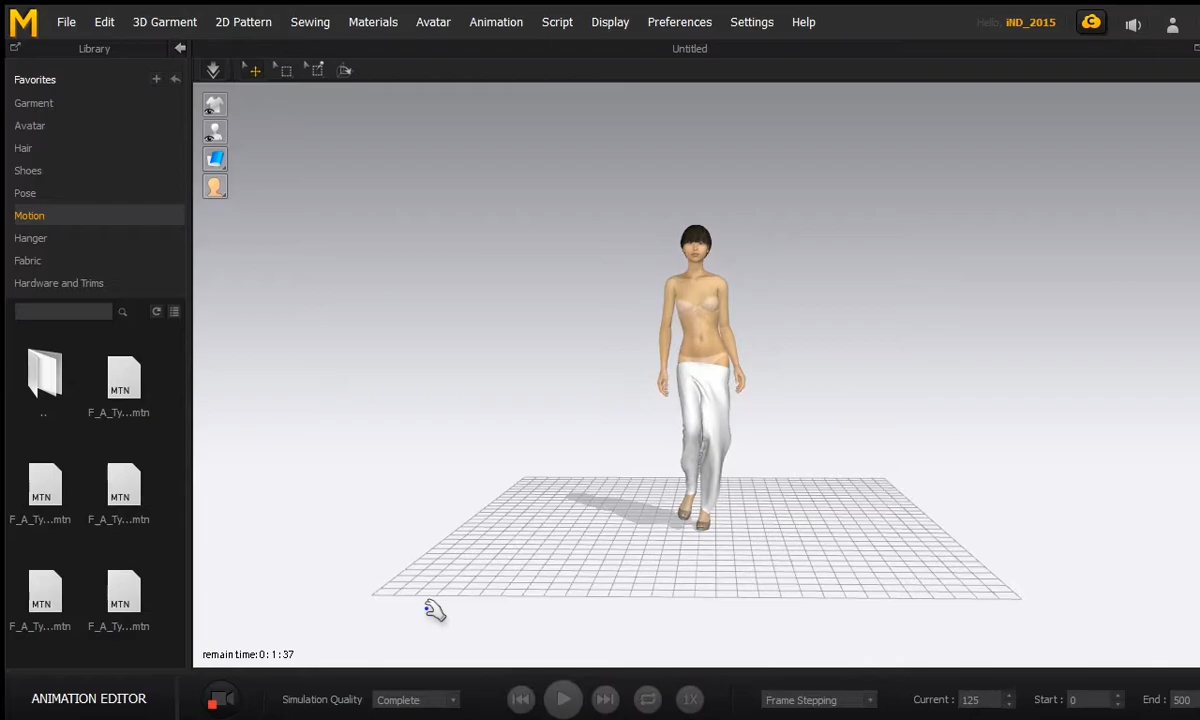 M File Edit 3D Garment 2D Pattern Sewing Materials Avatar Animation Script Display Preferences Settings Help Hello, iND_2015 C
Library Untitled
Favorites
Garment
Avatar
Hair
Shoes
Pose
Motion
Hanger
Fabric
Hardware and Trims
MTN
.. F_A_Ty...mtn
MTN MTN
F_A_Ty...mtn F_A_Ty...mtn
MTN MTN
F_A_Ty...mtn F_A_Ty...mtn
remain time:0: 1:37
ANIMATION EDITOR Simulation Quality Complete 1X Frame Stepping Current : 125 Start : 0 End : 500